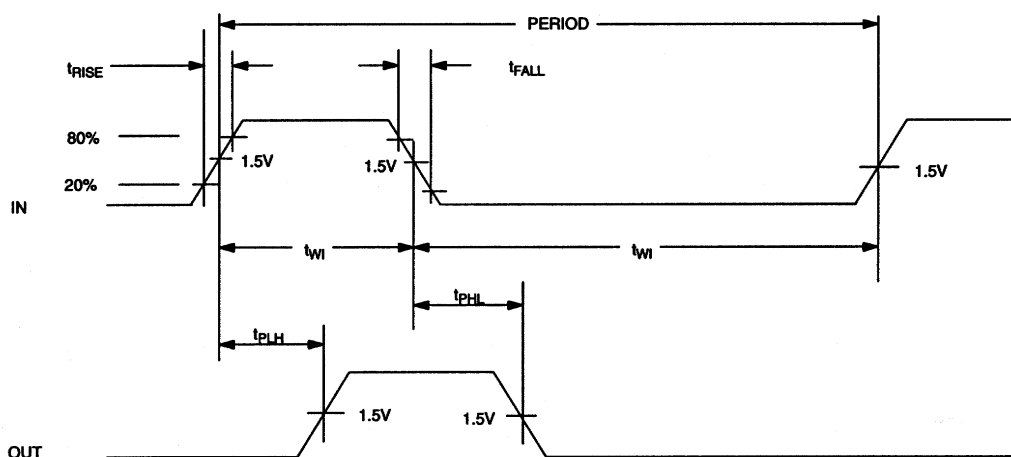 PERIOD
tRISE
tFALL
80%
1.5V
1.5V
20%
1.5V
IN
tWI
tWI
tPHL
tPLH
1.5V
1.5V
OUT